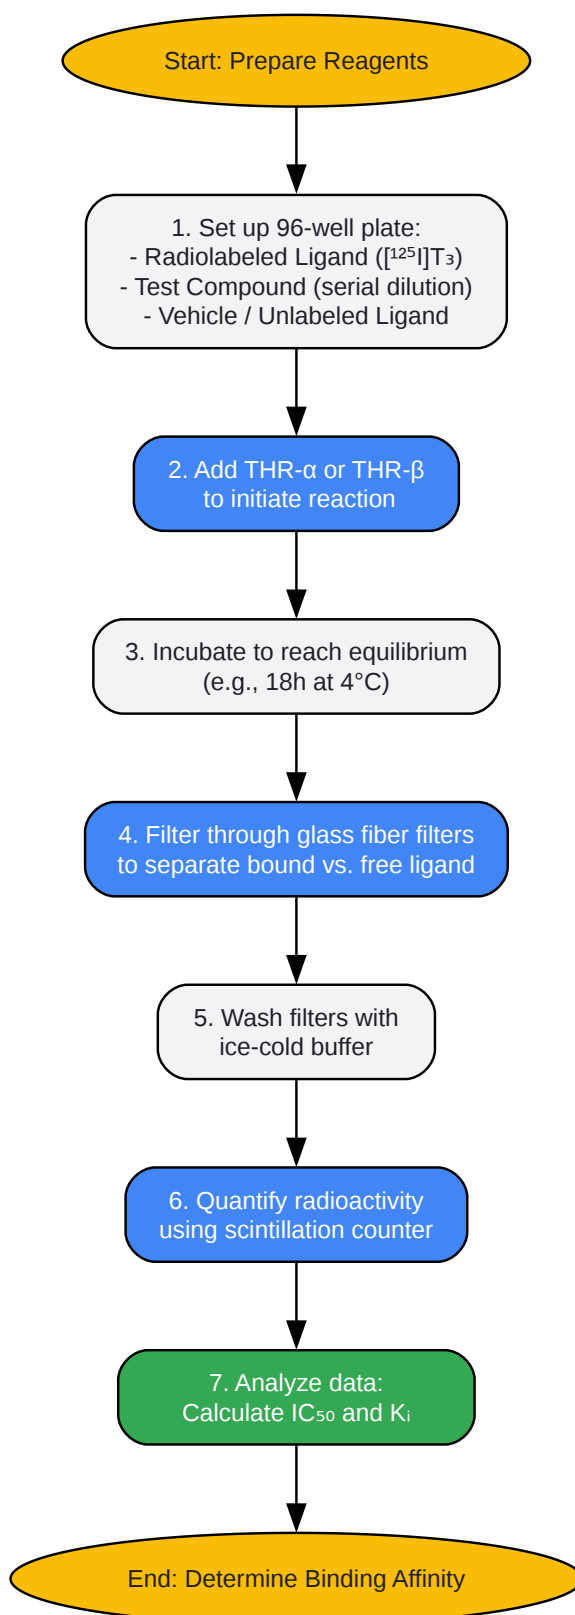 Start: Prepare Reagents
1. Set up 96-well plate:
- Radiolabeled Ligand ([¹²⁵I]T₃)
- Test Compound (serial dilution)
- Vehicle / Unlabeled Ligand
2. Add THR-α or THR-β
to initiate reaction
3. Incubate to reach equilibrium
(e.g., 18h at 4°C)
4. Filter through glass fiber filters
to separate bound vs. free ligand
5. Wash filters with
ice-cold buffer
6. Quantify radioactivity
using scintillation counter
7. Analyze data:
Calculate IC₅₀ and Kᵢ
End: Determine Binding Affinity